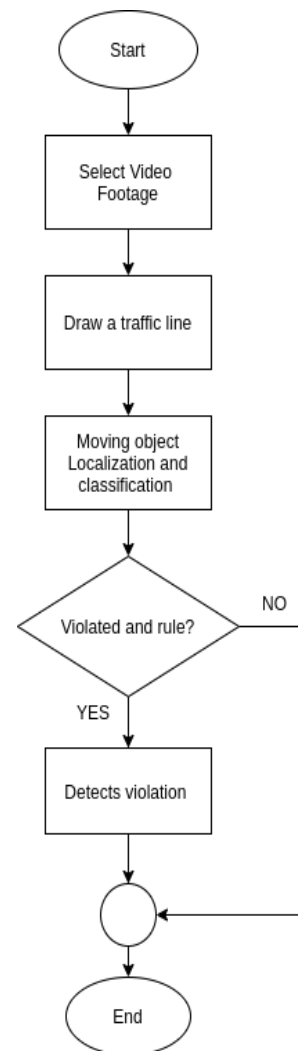 Start
Select Video
Footage
Draw a traffic line
Moving object
Localization and
classification
Violated and rule?
NO
YES
Detects violation
End